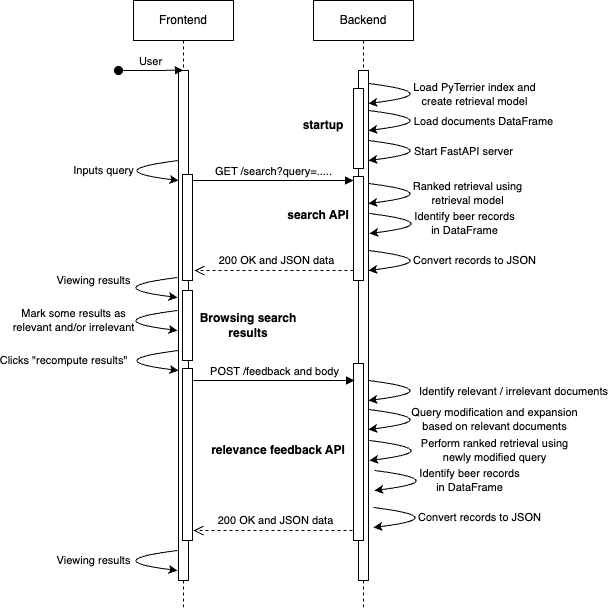 Frontend
Backend
User
Load PyTerrier index and
create retrieval model
startup
Load documents DataFrame
Start FastAPI server
Inputs query
GET /search?query=.....
Ranked retrieval using
retrieval model
search API
Identify beer records
in DataFrame
200 OK and JSON data
Convert records to JSON
Viewing results
Mark some results as
relevant and/or irrelevant
Browsing search
results
Clicks "recompute results"
POST /feedback and body
Identify relevant / irrelevant documents
Query modification and expansion
based on relevant documents
relevance feedback API
Perform ranked retrieval using
newly modified query
Identify beer records
in DataFrame
200 OK and JSON data
Convert records to JSON
Viewing results